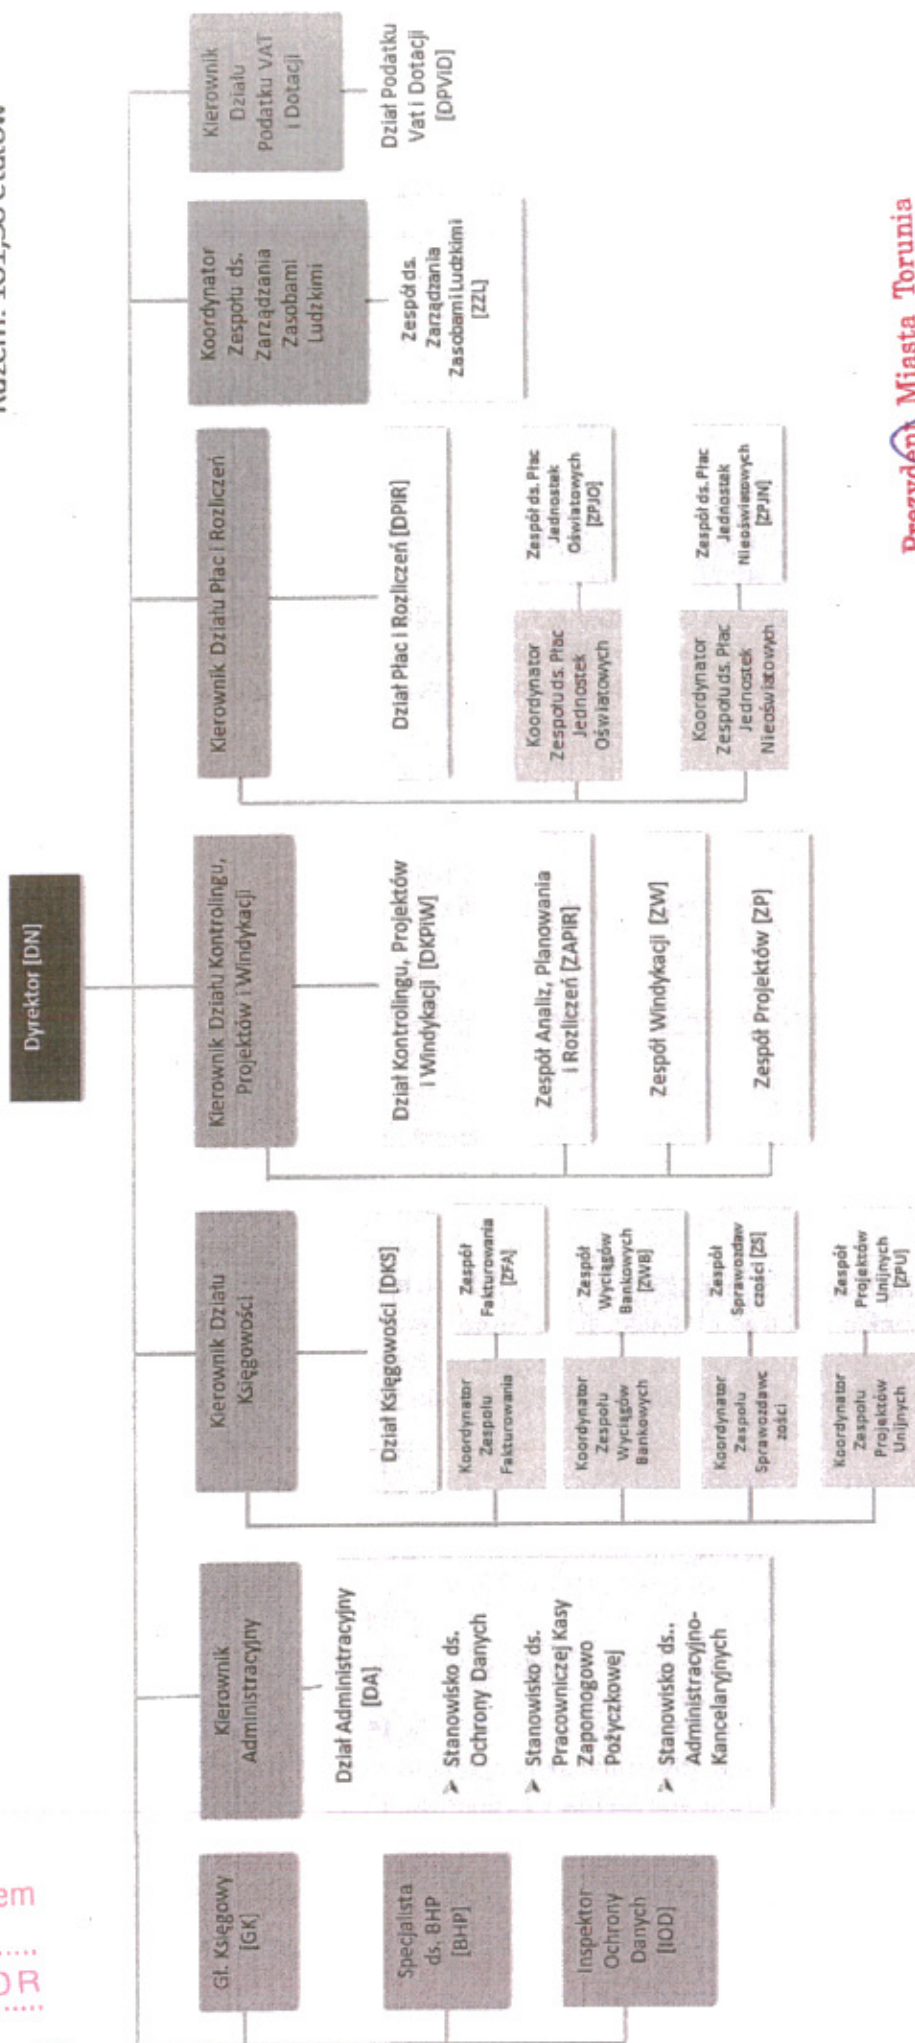 Dyrektor [DN]
Gł. Księgowy
[GK]
Specjalista
ds. BHP
[BHP]
Inspektor
Ochrony
Danych
[IOD]
Kierownik
Administracyjny
Dział Administracyjny
[DA]
➢ Stanowisko ds.
Ochrony Danych
➢ Stanowisko ds.
Pracowniczej Kasy
Zapomogowo
Pożyczkowej
➢ Stanowisko ds.,
Administracyjno-
Kancelaryjnych
Kierownik Działu
Księgowości
Dział Księgowości [DKS]
Koordynator
Zespołu
Fakturowania
Zespół
Fakturowania
[ZFA]
Koordynator
Zespołu
Wyciągów
Bankowych
Zespół
Wyciągów
Bankowych
[ZWB]
Koordynator
Zespołu
Sprawozdawc
zości
Zespół
Sprawozdaw
czości [ZS]
Koordynator
Zespołu
Projektów
Unijnych
Zespół
Projektów
Unijnych
[ZPU]
Kierownik Działu Kontrolingu,
Projektów i Windykacji
Dział Kontrolingu, Projektów
i Windykacji [DKPiW]
Zespół Analiz, Planowania
i Rozliczeń [ZAPiR]
Zespół Windykacji [ZW]
Zespół Projektów [ZP]
Kierownik Działu Płac i Rozliczeń
Dział Płac i Rozliczeń [DPiR]
Koordynator
Zespołu ds. Płac
Jednostek
Oświatowych
Zespół ds. Płac
Jednostek
Oświatowych
[ZPJO]
Koordynator
Zespołu ds. Płac
Jednostek
Nieoświatowych
Zespół ds. Płac
Jednostek
Nieoświatowych
[ZPJN]
Koordynator
Zespołu ds.
Zarządzania
Zasobami
Ludzkimi
Zespół ds.
Zarządzania
Zasobami Ludzkimi
[ZZL]
Kierownik
Działu
Podatku VAT
i Dotacji
Dział Podatku
Vat i Dotacji
[DPViD]
Prezydent Miasta Torunia